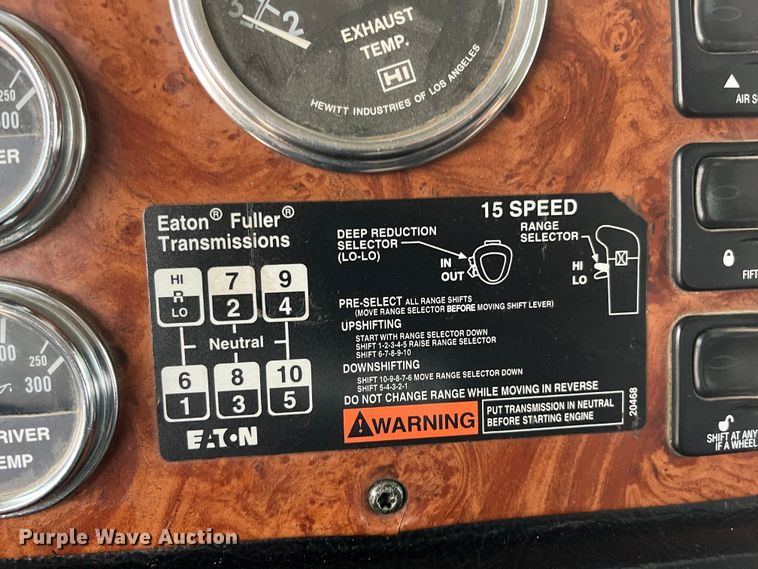 3 2
EXHAUST
TEMP.
HI
HEWITT INDUSTRIES OF LOS ANGELES
250
300
AIR
Eaton® Fuller®
Transmissions
15 SPEED
DEEP REDUCTION
SELECTOR
(LO-LO)
IN
OUT
RANGE
SELECTOR
HI
LO
HI
R
LO
7
2
9
4
Neutral
6
1
8
3
10
5
EATON
PRE-SELECT ALL RANGE SHIFTS
(MOVE RANGE SELECTOR BEFORE MOVING SHIFT LEVER)
UPSHIFTING
START WITH RANGE SELECTOR DOWN
SHIFT 1-2-3-4-5 RAISE RANGE SELECTOR
SHIFT 6-7-8-9-10
DOWNSHIFTING
SHIFT 10-9-8-7-6 MOVE RANGE SELECTOR DOWN
SHIFT 5-4-3-2-1
DO NOT CHANGE RANGE WHILE MOVING IN REVERSE
WARNING
PUT TRANSMISSION IN NEUTRAL
BEFORE STARTING ENGINE
20468
FIFT
SHIFT AT ANY
IF A WHEEL
250
300
RIVER
TEMP
Purple Wave Auction